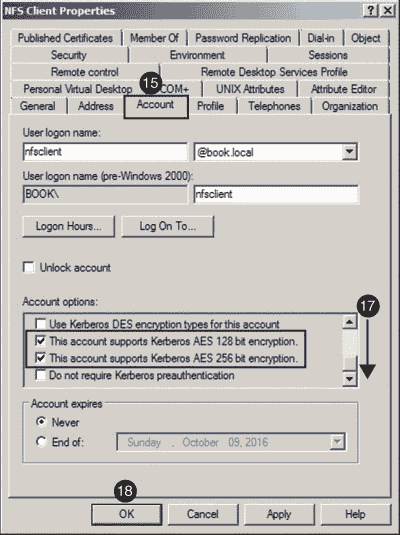 NFS Client Properties
Published Certificates Member Of Password Replication Dial-in Object
Security Environment Sessions
Remote control Remote Desktop Services Profile
15
Personal Virtual Desktop COM+ UNIX Attributes Attribute Editor
General Address Account Profile Telephones Organization
User logon name:
nfsclient @book.local
User logon name (pre-Windows 2000):
BOOK\ nfsclient
Logon Hours... Log On To...
Unlock account
Account options:
17
Use Kerberos DES encryption types for this account
This account supports Kerberos AES 128 bit encryption.
This account supports Kerberos AES 256 bit encryption.
Do not require Kerberos preauthentication
Account expires
Never
End of: Sunday , October 09, 2016
18
OK Cancel Apply Help